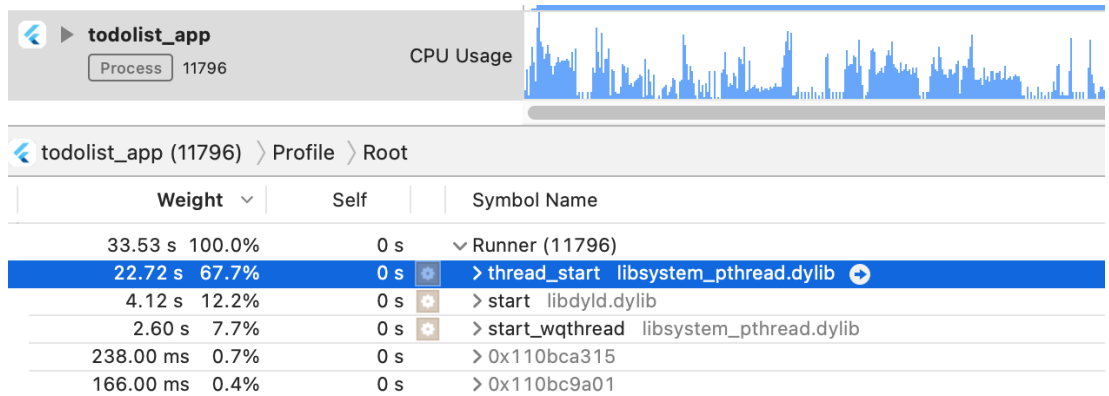 todolist_app
Process 11796
CPU Usage
todolist_app (11796) Profile Root
Weight Self Symbol Name
33.53 s 100.0% 0 s Runner (11796)
22.72 s 67.7% 0 s thread_start libsystem_pthread.dylib
4.12 s 12.2% 0 s start libdyld.dylib
2.60 s 7.7% 0 s start_wqthread libsystem_pthread.dylib
238.00 ms 0.7% 0 s 0x110bca315
166.00 ms 0.4% 0 s 0x110bc9a01